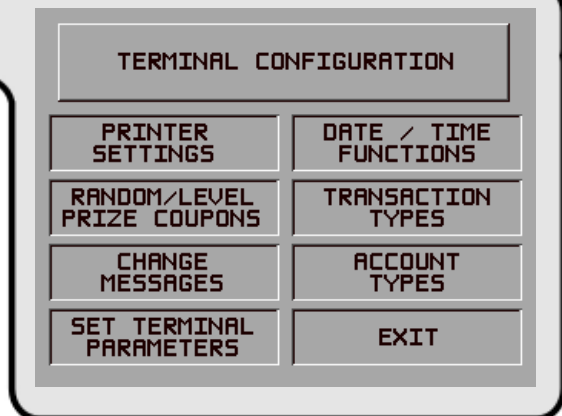 TERMINAL CONFIGURATION
PRINTER
SETTINGS
DATE / TIME
FUNCTIONS
RANDOM/LEVEL
PRIZE COUPONS
TRANSACTION
TYPES
CHANGE
MESSAGES
ACCOUNT
TYPES
SET TERMINAL
PARAMETERS
EXIT